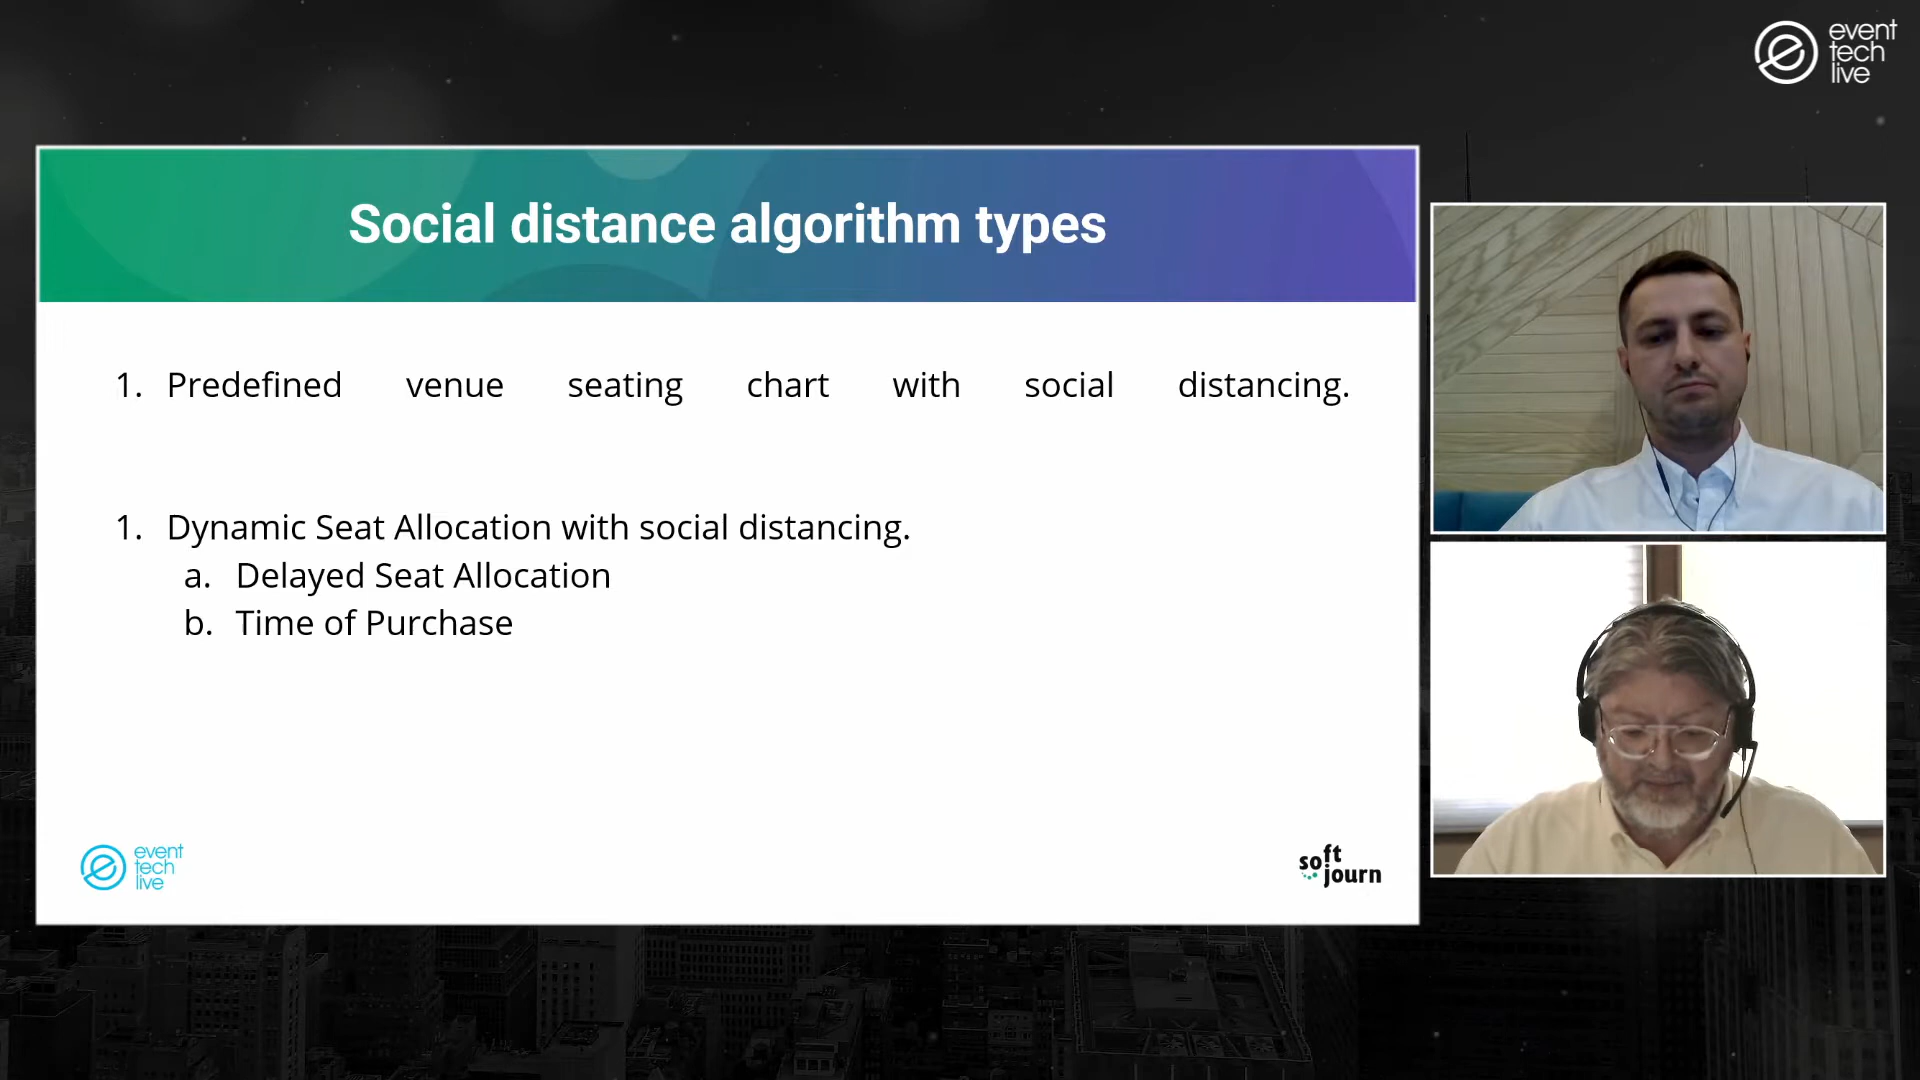 event
tech
live
Social distance algorithm types
1. Predefined venue seating chart with social distancing.
1. Dynamic Seat Allocation with social distancing.
a. Delayed Seat Allocation
b. Time of Purchase
event
tech
live
soft
journ